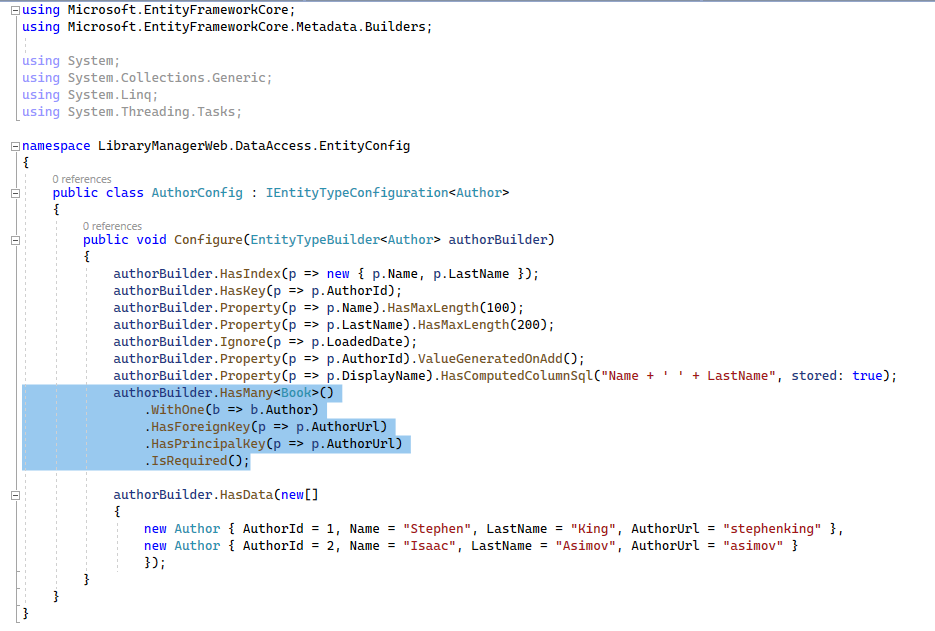 using Microsoft.EntityFrameworkCore;
using Microsoft.EntityFrameworkCore.Metadata.Builders;

using System;
using System.Collections.Generic;
using System.Linq;
using System.Threading.Tasks;

namespace LibraryManagerWeb.DataAccess.EntityConfig
{
    0 references
    public class AuthorConfig : IEntityTypeConfiguration<Author>
    {
        0 references
        public void Configure(EntityTypeBuilder<Author> authorBuilder)
        {
            authorBuilder.HasIndex(p => new { p.Name, p.LastName });
            authorBuilder.HasKey(p => p.AuthorId);
            authorBuilder.Property(p => p.Name).HasMaxLength(100);
            authorBuilder.Property(p => p.LastName).HasMaxLength(200);
            authorBuilder.Ignore(p => p.LoadedDate);
            authorBuilder.Property(p => p.AuthorId).ValueGeneratedOnAdd();
            authorBuilder.Property(p => p.DisplayName).HasComputedColumnSql("Name + ' ' + LastName", stored: true);
            authorBuilder.HasMany<Book>()
                .WithOne(b => b.Author)
                .HasForeignKey(p => p.AuthorUrl)
                .HasPrincipalKey(p => p.AuthorUrl)
                .IsRequired();

            authorBuilder.HasData(new[]
            {
                new Author { AuthorId = 1, Name = "Stephen", LastName = "King", AuthorUrl = "stephenking" },
                new Author { AuthorId = 2, Name = "Isaac", LastName = "Asimov", AuthorUrl = "asimov" }
                });
        }
    }
}